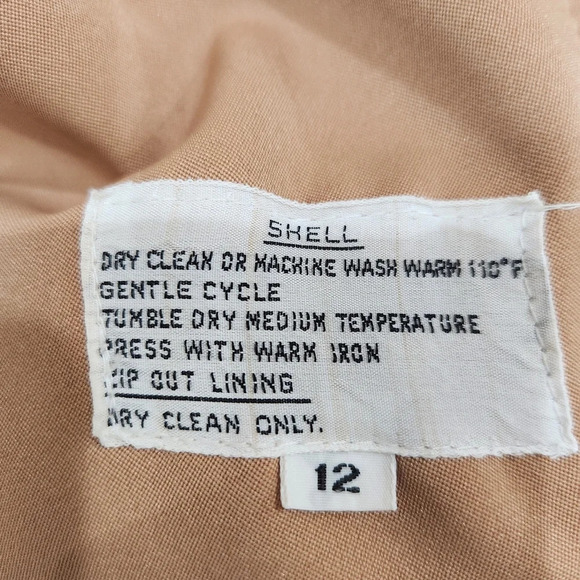 SHELL
DRY CLEAN OR MACHINE WASH WARM 110°F
GENTLE CYCLE
TUMBLE DRY MEDIUM TEMPERATURE
PRESS WITH WARM IRON
ZIP OUT LINING
DRY CLEAN ONLY.
12